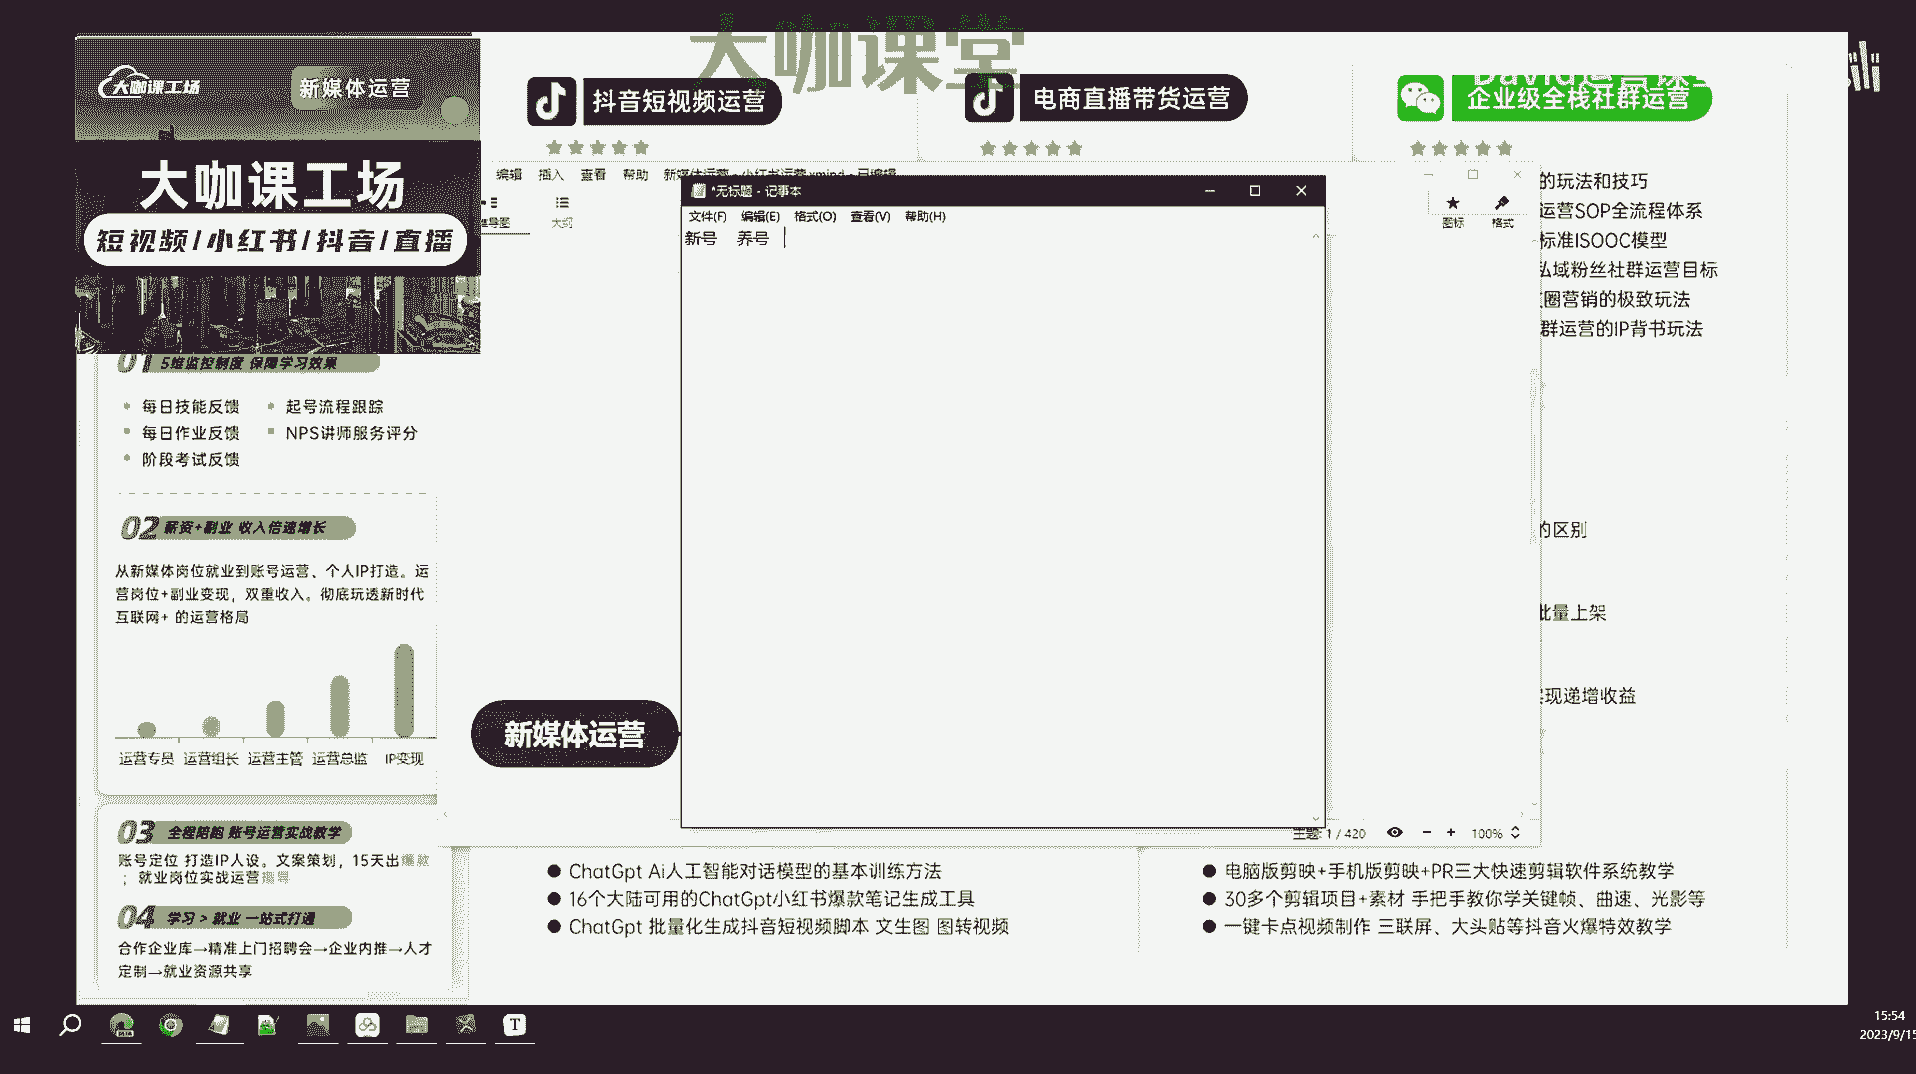 大咖课堂
大咖课工场
新媒体运营
大咖课工场
短视频/小红书/抖音/直播
抖音短视频运营
电商直播带货运营
企业级全栈社群运营
编辑 插入 查看 帮助
大纲
图标 格式
*无标题 - 记事本
文件(F) 编辑(E) 格式(O) 查看(V) 帮助(H)
新号 养号
的玩法和技巧
运营SOP全流程体系
标准ISOOC模型
私域粉丝社群运营目标
圈营销的极致玩法
群运营的IP背书玩法
的区别
批量上架
实现递增收益
01 5维监控制度 保障学习效果
每日技能反馈
起号流程跟踪
每日作业反馈
NPS讲师服务评分
阶段考试反馈
02 薪资+副业 收入倍速增长
从新媒体岗位就业到账号运营、个人IP打造。运
营岗位+副业变现，双重收入。彻底玩透新时代
互联网+ 的运营格局
运营专员 运营组长 运营主管 运营总监 IP变现
新媒体运营
主题: 1 / 420
100%
03 全程陪跑 账号运营实战教学
账号定位 打造IP人设。文案策划，15天出爆款
；就业岗位实战运营
04 学习 > 就业 一站式打通
合作企业库→精准上门招聘会→企业内推→人才
定制→就业资源共享
ChatGpt Ai人工智能对话模型的基本训练方法
16个大陆可用的ChatGpt小红书爆款笔记生成工具
ChatGpt 批量化生成抖音短视频脚本 文生图 图转视频
电脑版剪映+手机版剪映+PR三大快速剪辑软件系统教学
30多个剪辑项目+素材 手把手教你学关键帧、曲速、光影等
一键卡点视频制作 三联屏、大头贴等抖音火爆特效教学
15:54
2023/9/15